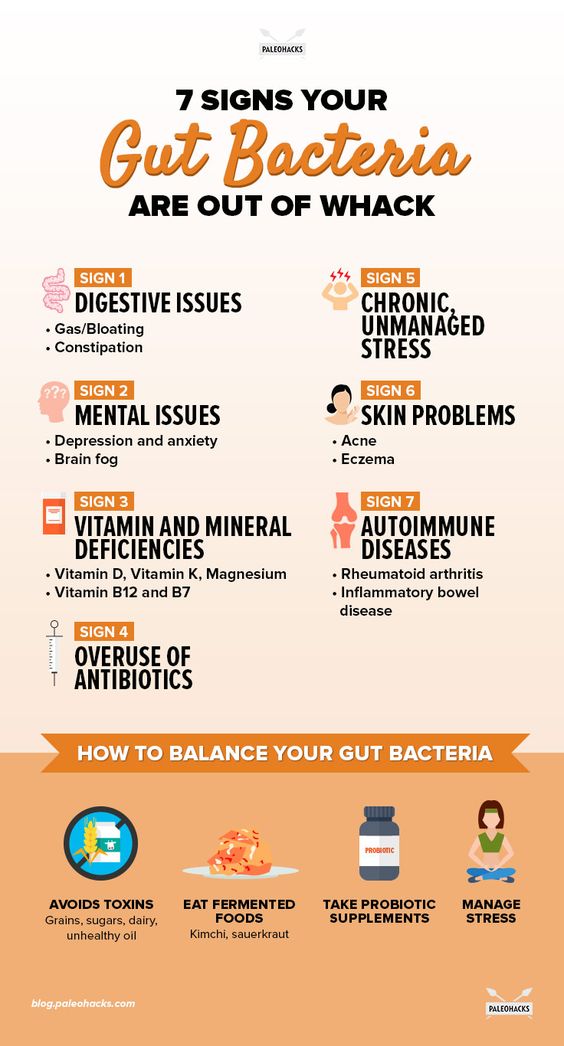 PALEOHACKS
7 SIGNS YOUR
Gut Bacteria
ARE OUT OF WHACK
SIGN 1
DIGESTIVE ISSUES
• Gas/Bloating
• Constipation
SIGN 2
MENTAL ISSUES
???
• Depression and anxiety
• Brain fog
SIGN 3
VITAMIN AND MINERAL
DEFICIENCIES
• Vitamin D, Vitamin K, Magnesium
• Vitamin B12 and B7
SIGN 4
OVERUSE OF
ANTIBIOTICS
SIGN 5
CHRONIC,
UNMANAGED
STRESS
SIGN 6
SKIN PROBLEMS
• Acne
• Eczema
SIGN 7
AUTOIMMUNE
DISEASES
• Rheumatoid arthritis
• Inflammatory bowel
disease
HOW TO BALANCE YOUR GUT BACTERIA
AVOIDS TOXINS
Grains, sugars, dairy,
unhealthy oil
EAT FERMENTED
FOODS
Kimchi, sauerkraut
PROBIOTIC
TAKE PROBIOTIC
SUPPLEMENTS
MANAGE
STRESS
blog.paleohacks.com
PALEOHACKS